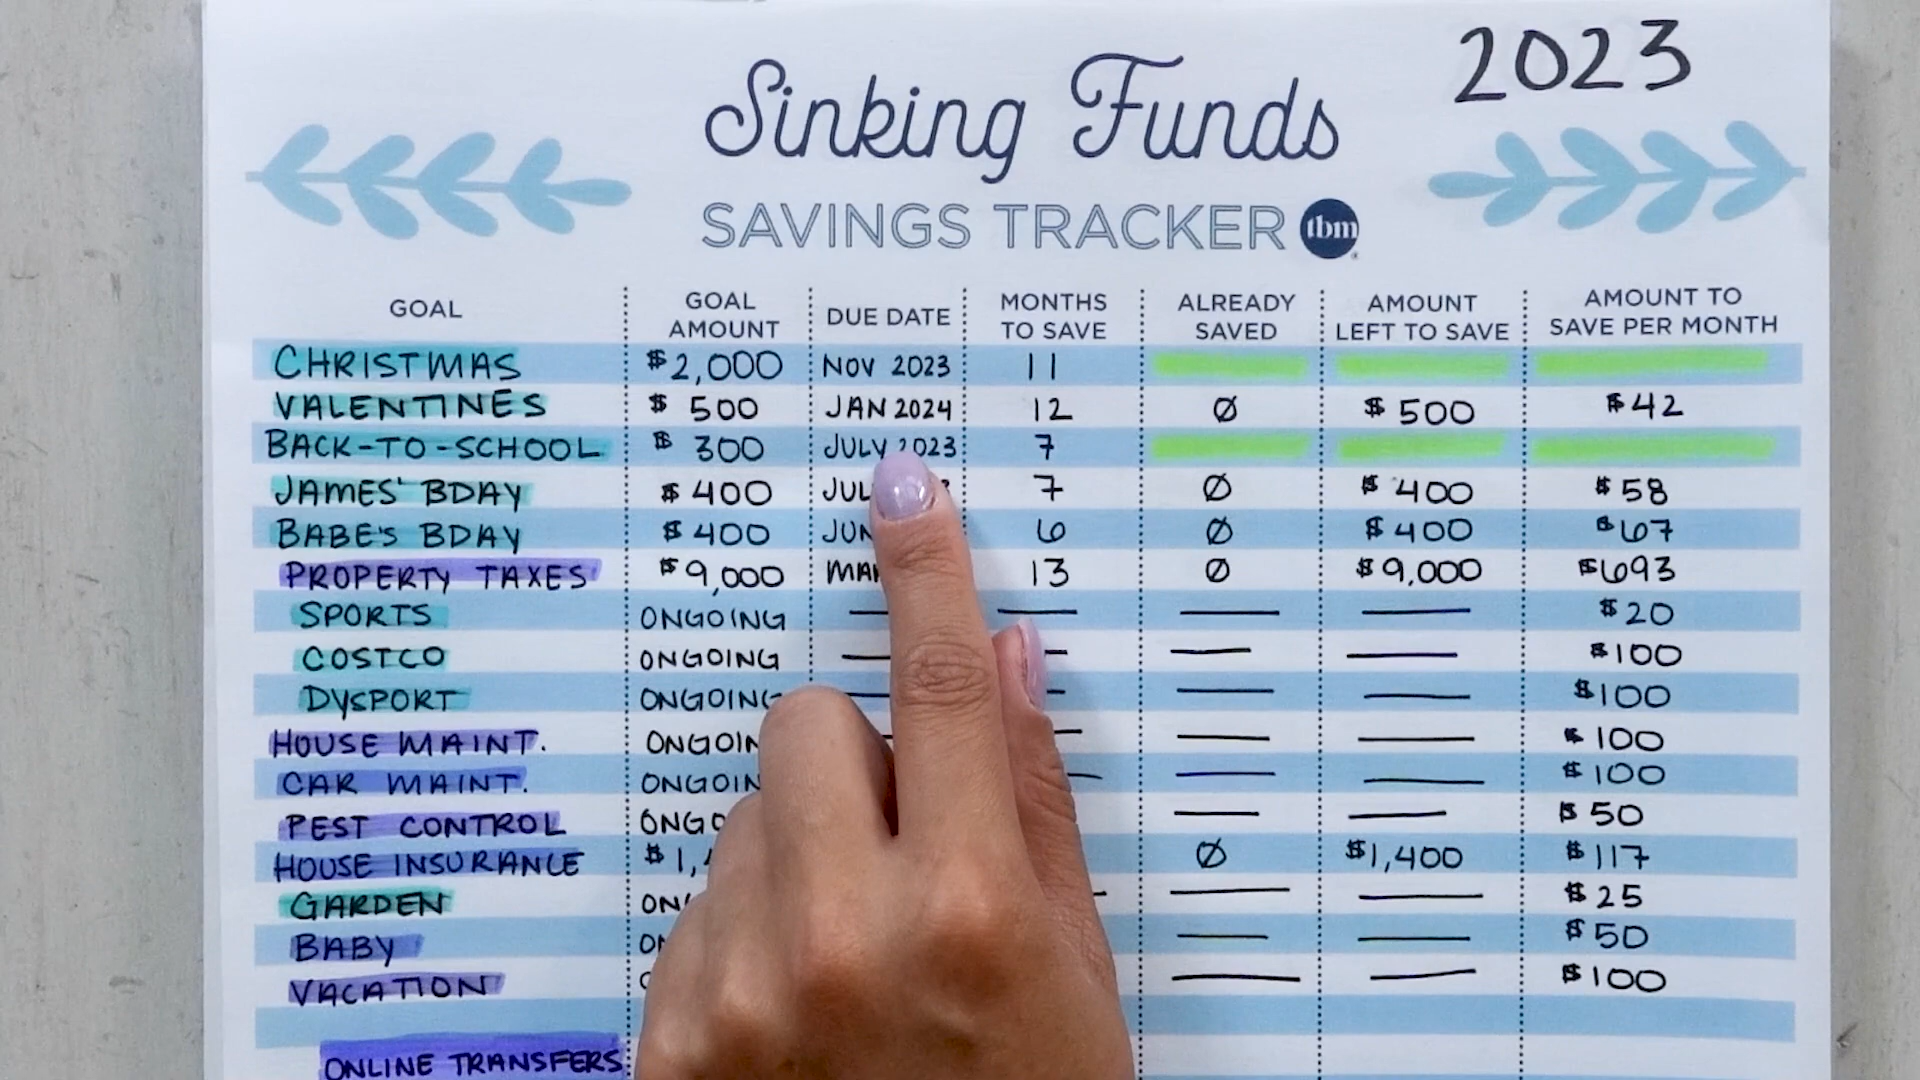 2023
Sinking Funds
SAVINGS TRACKER tbm
GOAL GOAL AMOUNT DUE DATE MONTHS TO SAVE ALREADY SAVED AMOUNT LEFT TO SAVE AMOUNT TO SAVE PER MONTH
CHRISTMAS $2,000 NOV 2023 11
VALENTINES $ 500 JAN 2024 12 Ø $ 500 $42
BACK-TO-SCHOOL $ 300 JULY 2023 7
JAMES' BDAY $ 400 7 Ø $ 400 $58
BABE'S BDAY $ 400 6 Ø $ 400 $67
PROPERTY TAXES $9,000 13 Ø $9,000 $693
SPORTS ONGOING — — — — $20
COSTCO ONGOING — — — — $100
DYSPORT ONGOING — — — — $100
HOUSE MAINT. — — $100
CAR MAINT. — — $100
PEST CONTROL — — $50
HOUSE INSURANCE Ø $1,400 $117
GARDEN — — $25
BABY — — $50
VACATION — — $100
ONLINE TRANSFERS